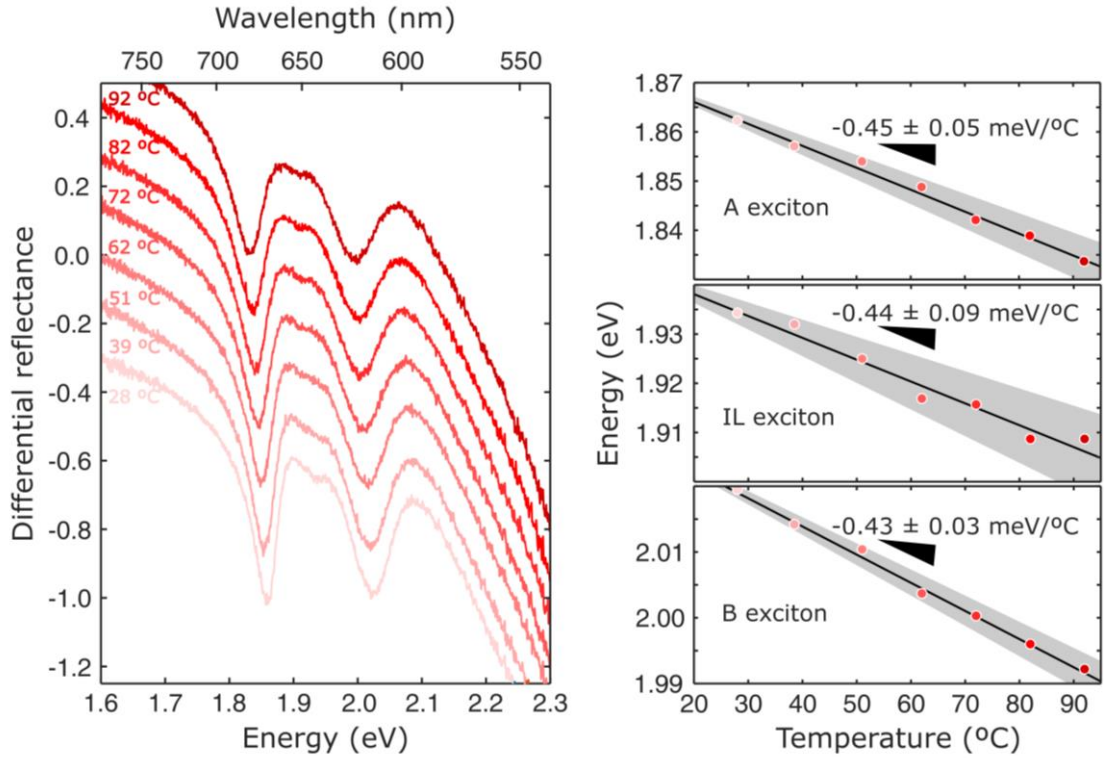 Wavelength (nm)
750 700 650 600 550
Differential reflectance
0.4
0.2
0.0
-0.2
-0.4
-0.6
-0.8
-1.0
-1.2
92 ºC
82 ºC
72 ºC
62 ºC
51 ºC
39 ºC
28 ºC
1.6 1.7 1.8 1.9 2.0 2.1 2.2 2.3
Energy (eV)
Energy (eV)
1.87
1.86
1.85
1.84
-0.45 ± 0.05 meV/ºC
A exciton
1.93
1.92
1.91
-0.44 ± 0.09 meV/ºC
IL exciton
2.01
2.00
1.99
-0.43 ± 0.03 meV/ºC
B exciton
20 30 40 50 60 70 80 90
Temperature (ºC)